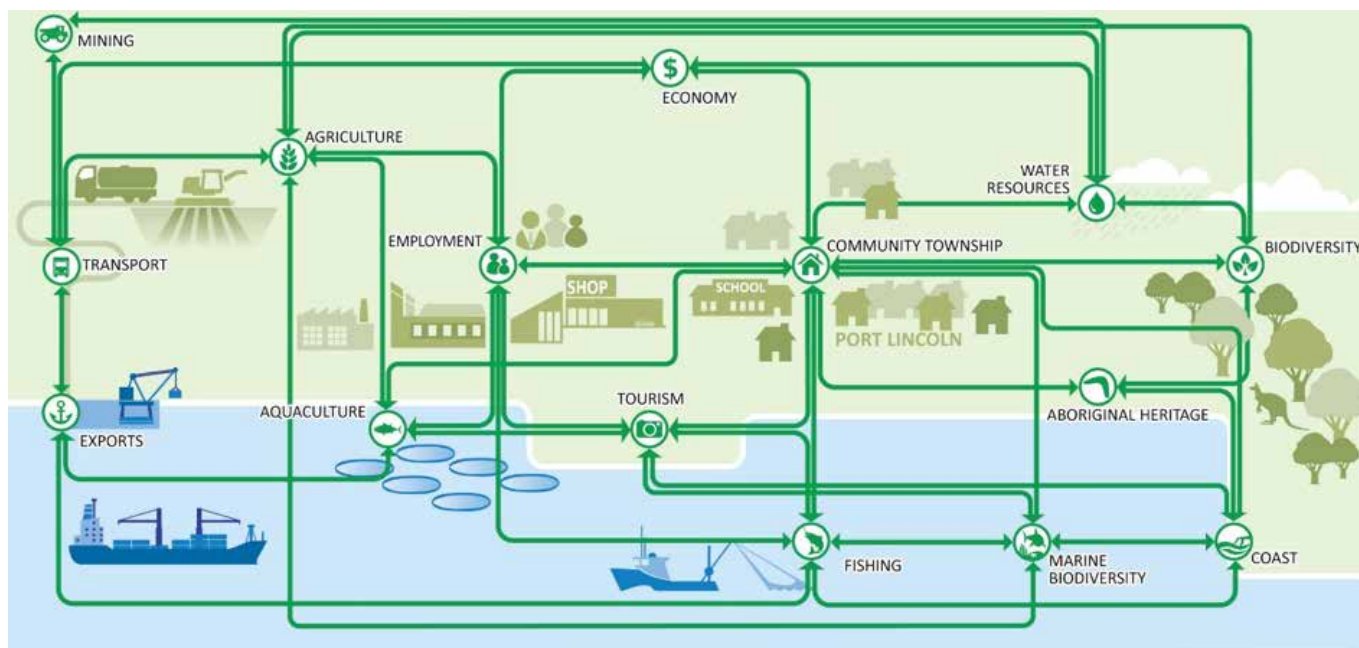 MINING
$
ECONOMY
AGRICULTURE
WATER
RESOURCES
EMPLOYMENT
COMMUNITY TOWNSHIP
BIODIVERSITY
TRANSPORT
SHOP
SCHOOL
PORT LINCOLN
TOURISM
AQUACULTURE
ABORIGINAL HERITAGE
EXPORTS
FISHING
MARINE
BIODIVERSITY
COAST